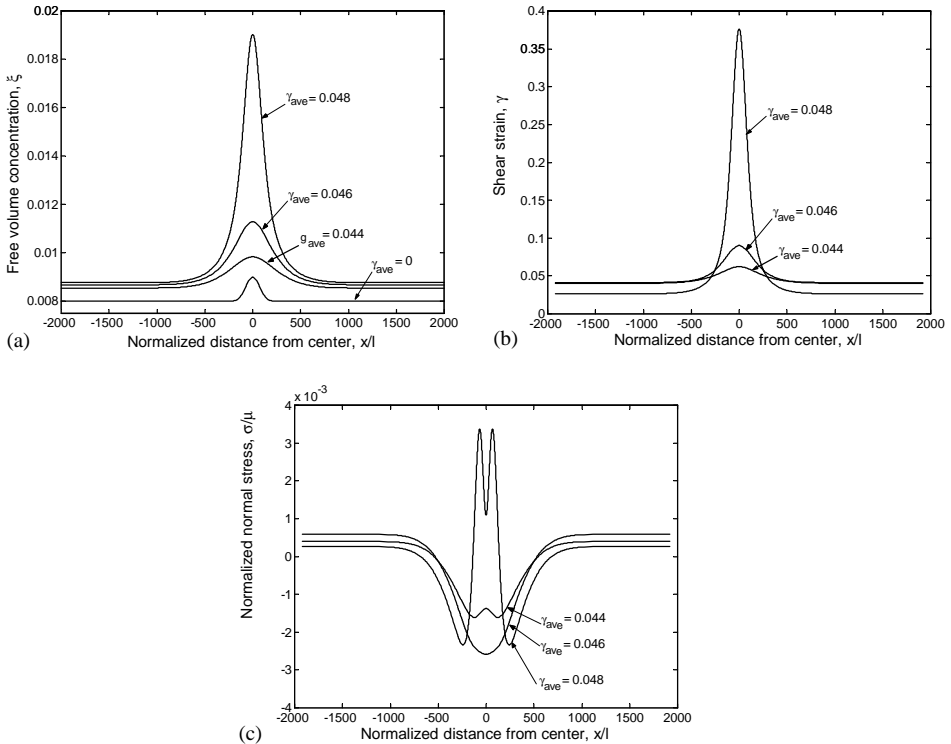 0.02
0.018
0.016
0.014
0.012
0.01
0.008
Free volume concentration, ξ
γave = 0.048
γave = 0.046
gave = 0.044
γave = 0
-2000 -1500 -1000 -500 0 500 1000 1500 2000
Normalized distance from center, x/l
(a)
0.4
0.35
0.3
0.25
0.2
0.15
0.1
0.05
0
Shear strain, γ
γave = 0.048
γave = 0.046
γave = 0.044
-2000 -1500 -1000 -500 0 500 1000 1500 2000
Normalized distance from center, x/l
(b)
x 10-3
4
3
2
1
0
-1
-2
-3
-4
Normalized normal stress, σ/μ
γave = 0.044
γave = 0.046
γave = 0.048
-2000 -1500 -1000 -500 0 500 1000 1500 2000
Normalized distance from center, x/l
(c)